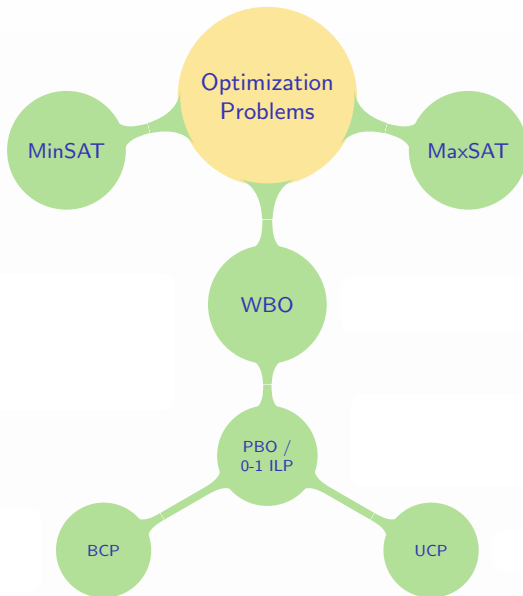 Optimization
Problems
MinSAT
MaxSAT
WBO
PBO /
0-1 ILP
BCP
UCP